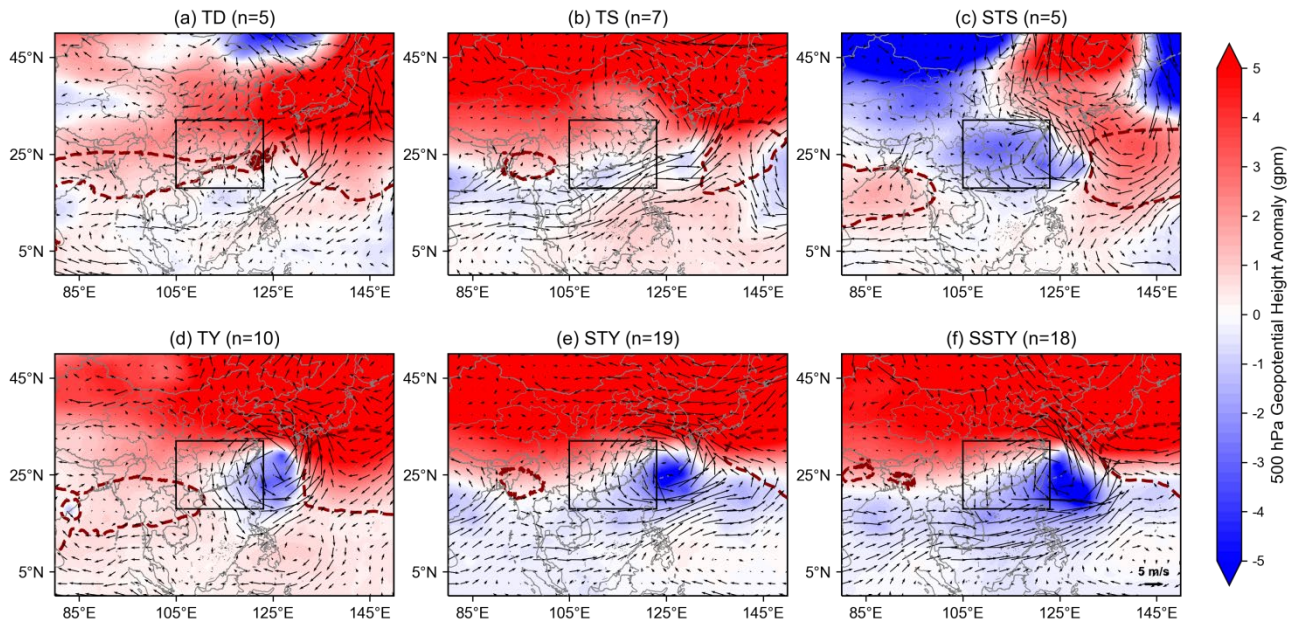 (a) TD (n=5)
(b) TS (n=7)
(c) STS (n=5)
45°N
25°N
5°N
85°E
105°E
125°E
145°E
45°N
25°N
5°N
85°E
105°E
125°E
145°E
45°N
25°N
5°N
85°E
105°E
125°E
145°E
(d) TY (n=10)
(e) STY (n=19)
(f) SSTY (n=18)
45°N
25°N
5°N
85°E
105°E
125°E
145°E
45°N
25°N
5°N
85°E
105°E
125°E
145°E
45°N
25°N
5°N
5 m/s
85°E
105°E
125°E
145°E
5
4
3
2
1
0
-1
-2
-3
-4
-5
500 hPa Geopotential Height Anomaly (gpm)